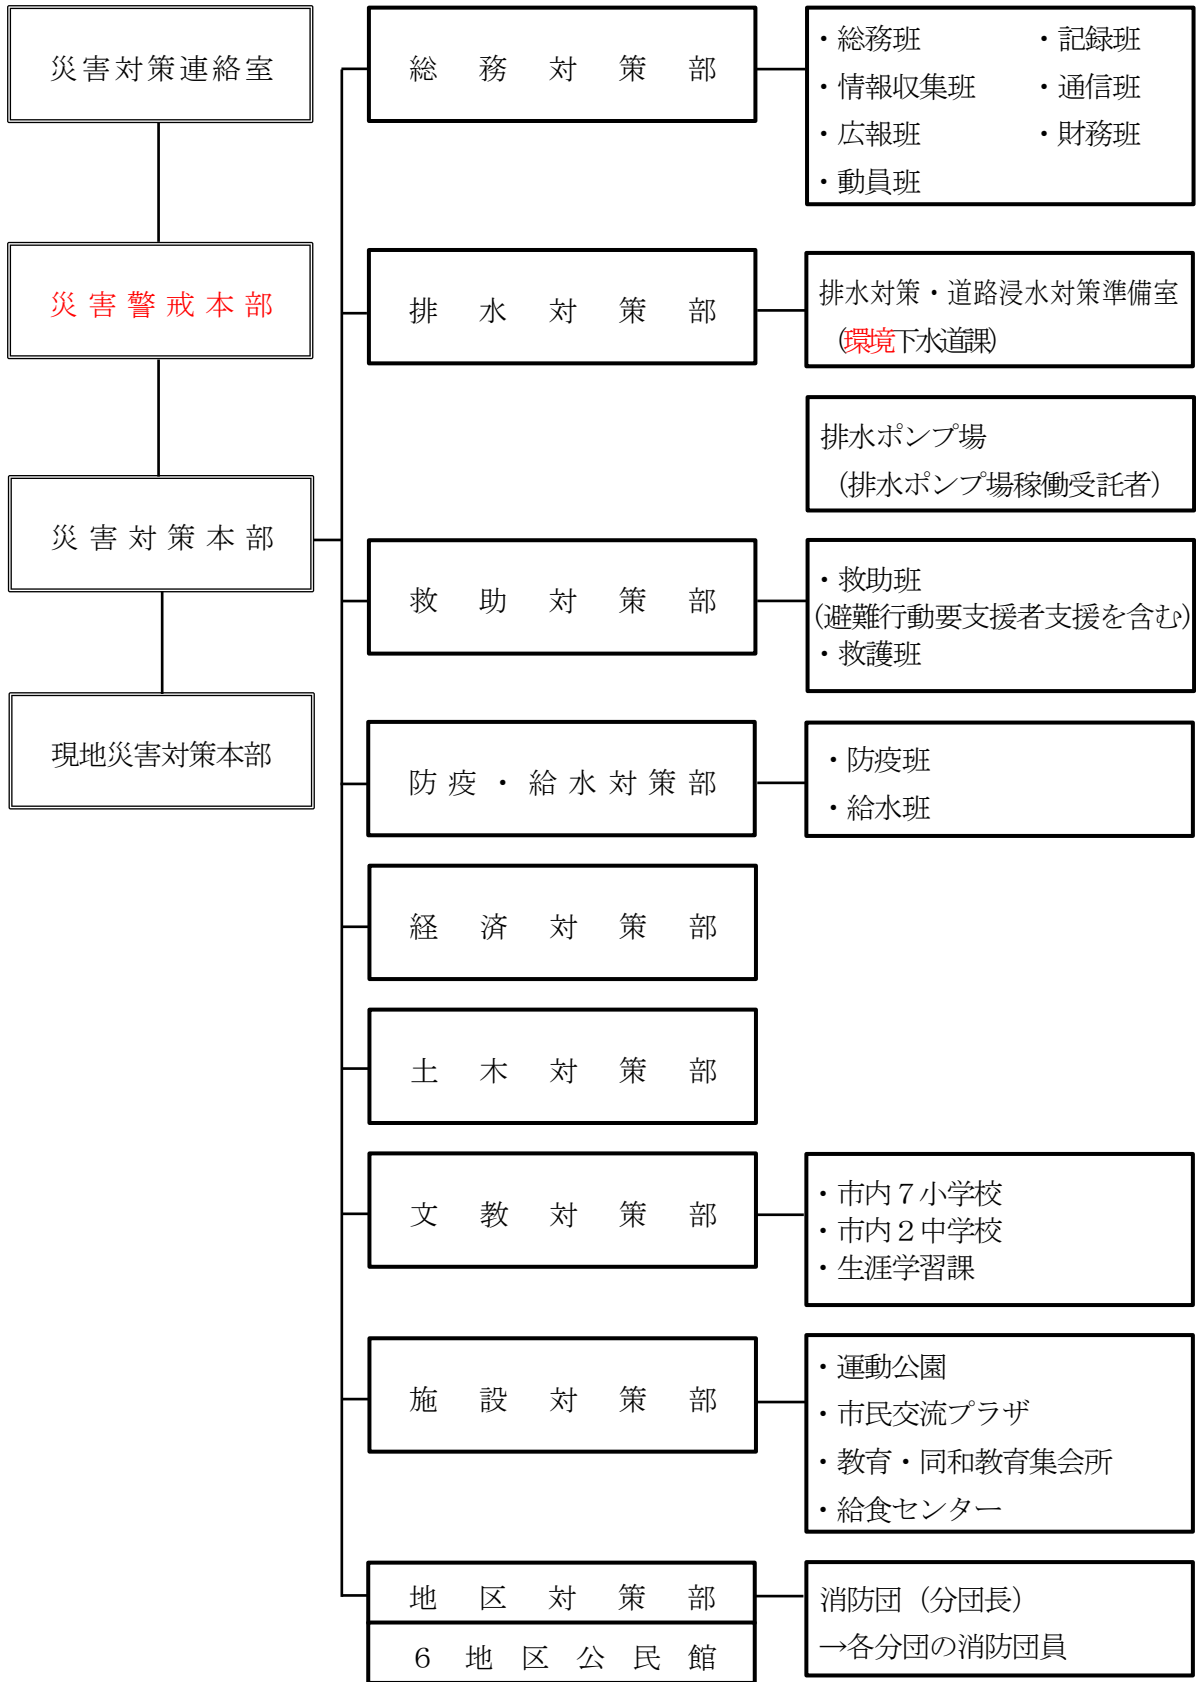 災害対策連絡室
災害警戒本部
災害対策本部
現地災害対策本部
総務対策部
・総務班　・記録班
・情報収集班　・通信班
・広報班　・財務班
・動員班
排水対策部
排水対策・道路浸水対策準備室
（環境下水道課）
排水ポンプ場
（排水ポンプ場稼働受託者）
救助対策部
・救助班
（避難行動要支援者支援を含む）
・救護班
防疫・給水対策部
・防疫班
・給水班
経済対策部
土木対策部
文教対策部
・市内７小学校
・市内２中学校
・生涯学習課
施設対策部
・運動公園
・市民交流プラザ
・教育・同和教育集会所
・給食センター
地区対策部
６地区公民館
消防団（分団長）
→各分団の消防団員